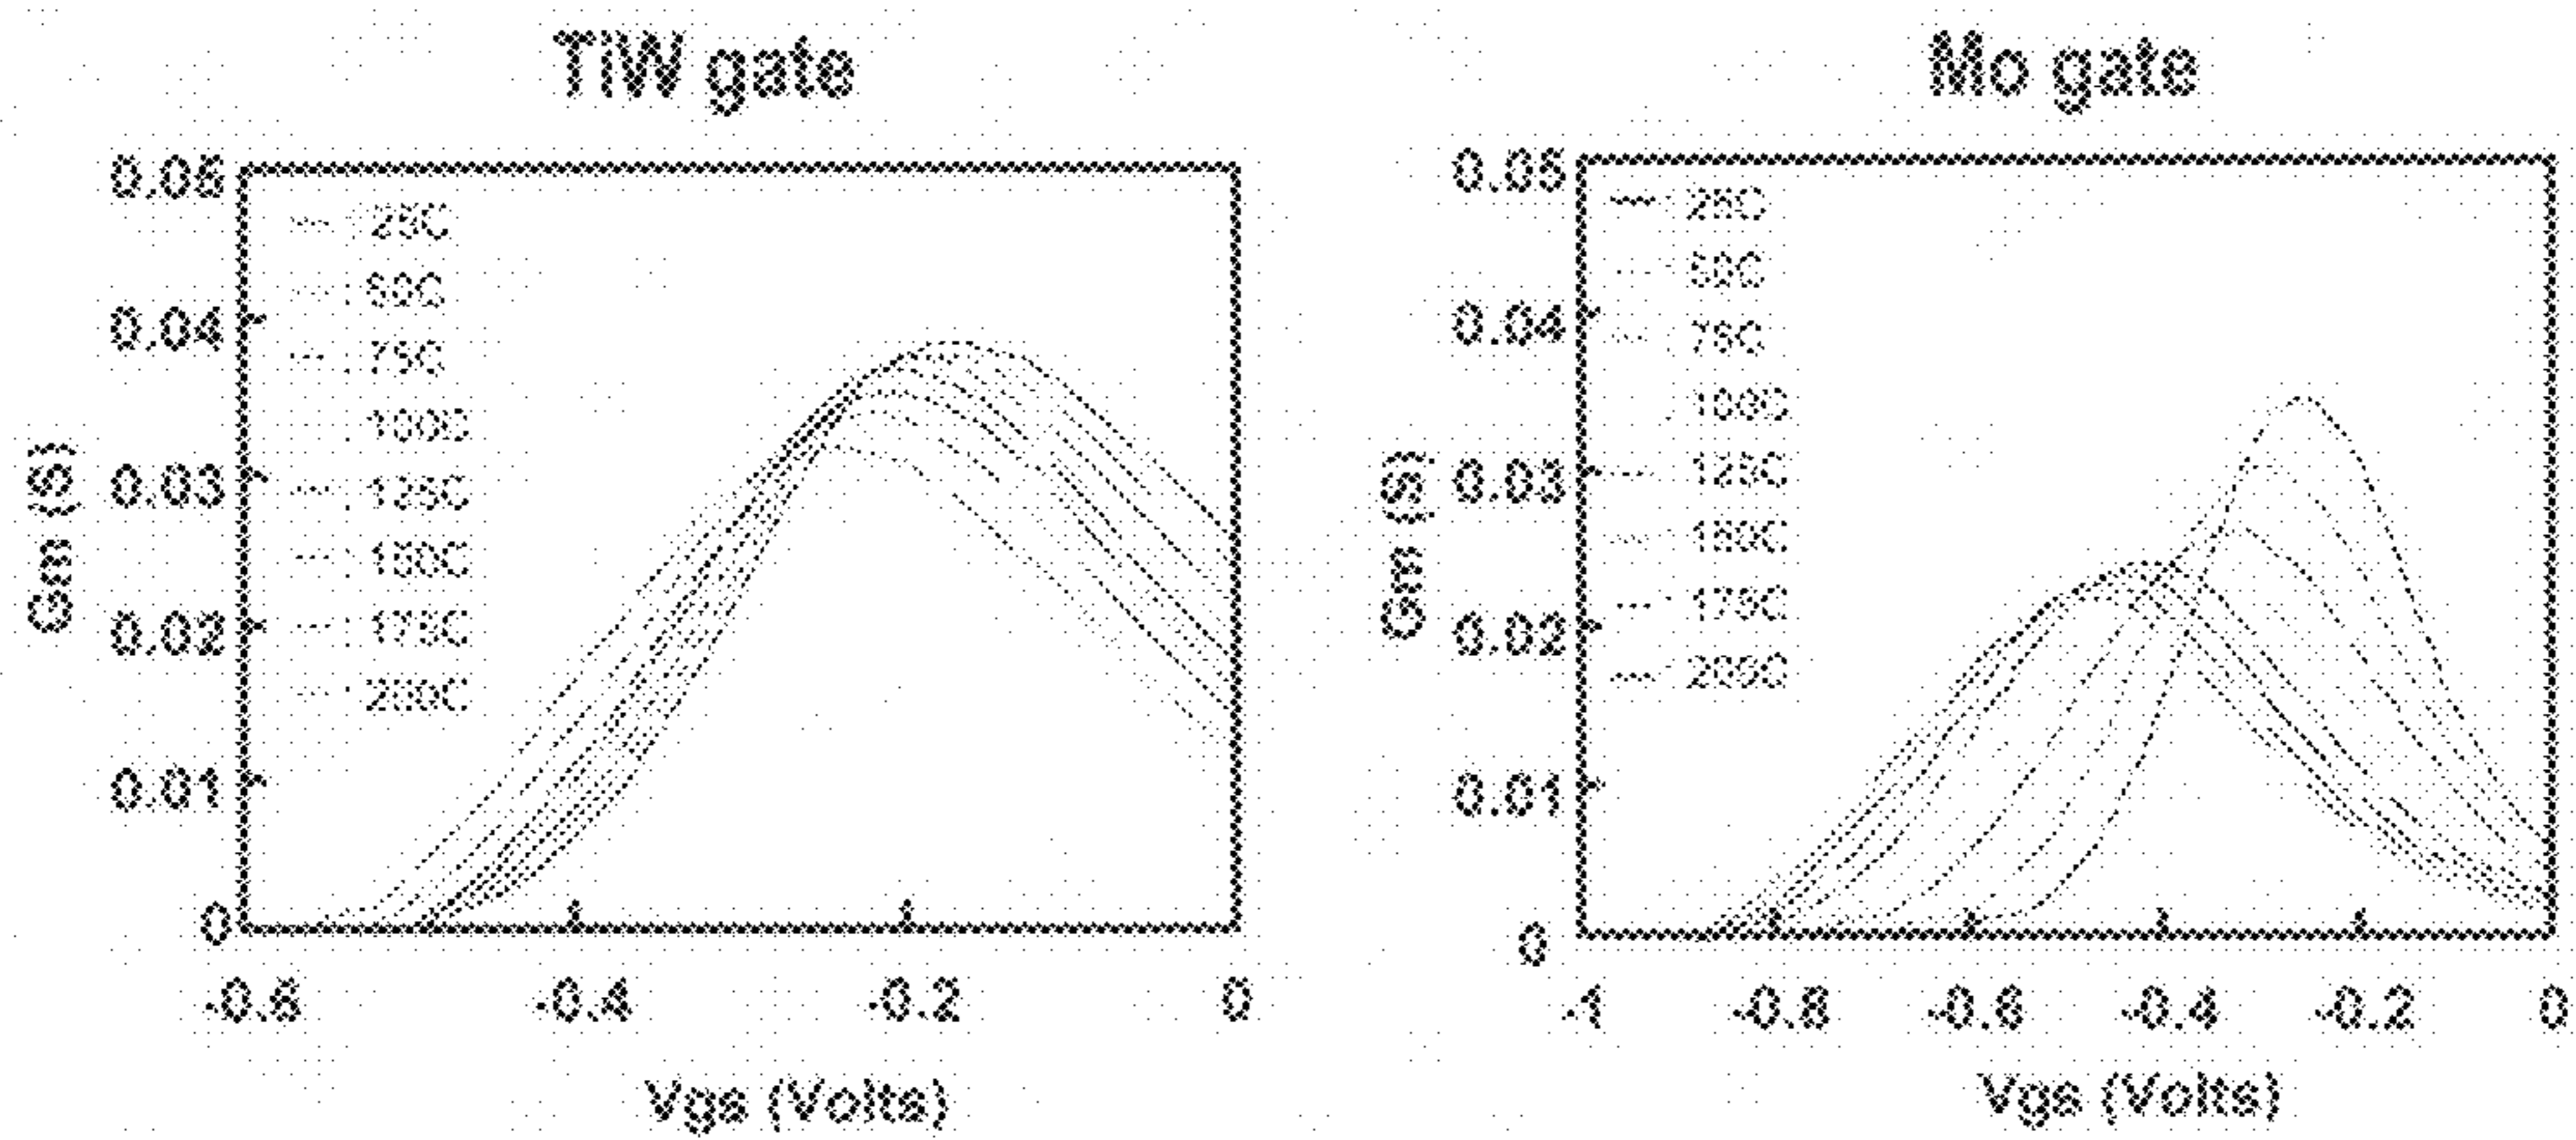 TiW gate
0.05
0.04
0.03
0.02
0.01
0
Gm (S)
25C
50C
75C
100C
125C
150C
175C
200C
-0.6
-0.4
-0.2
0
Vgs (Volts)
Mo gate
0.05
0.04
0.03
0.02
0.01
0
Gm (S)
25C
50C
75C
100C
125C
150C
175C
200C
-1
-0.8
-0.6
-0.4
-0.2
0
Vgs (Volts)